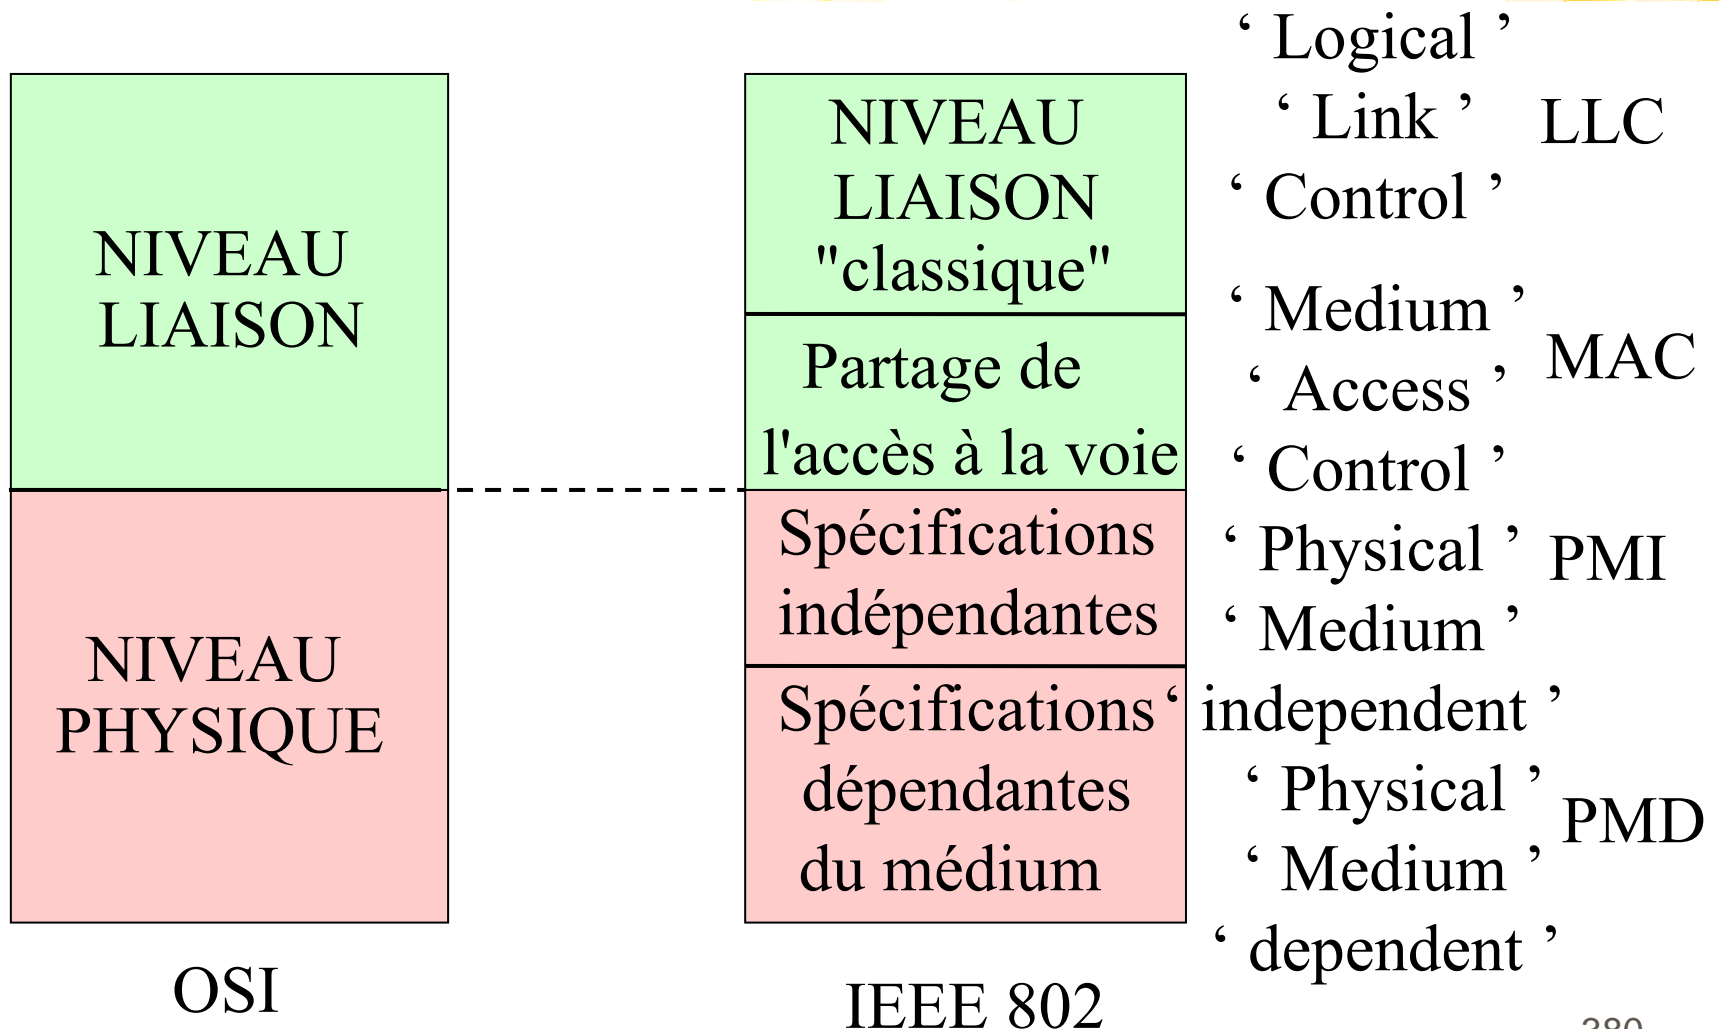 NIVEAU
LIAISON
NIVEAU
PHYSIQUE
OSI
NIVEAU
LIAISON
"classique"
Partage de
l'accès à la voie
Spécifications
indépendantes
Spécifications
dépendantes
du médium
IEEE 802
‘ Logical ’
‘ Link ’
‘ Control ’
LLC
‘ Medium ’
‘ Access ’
‘ Control ’
MAC
‘ Physical ’
‘ Medium ’
‘ independent ’
PMI
‘ Physical ’
‘ Medium ’
‘ dependent ’
PMD